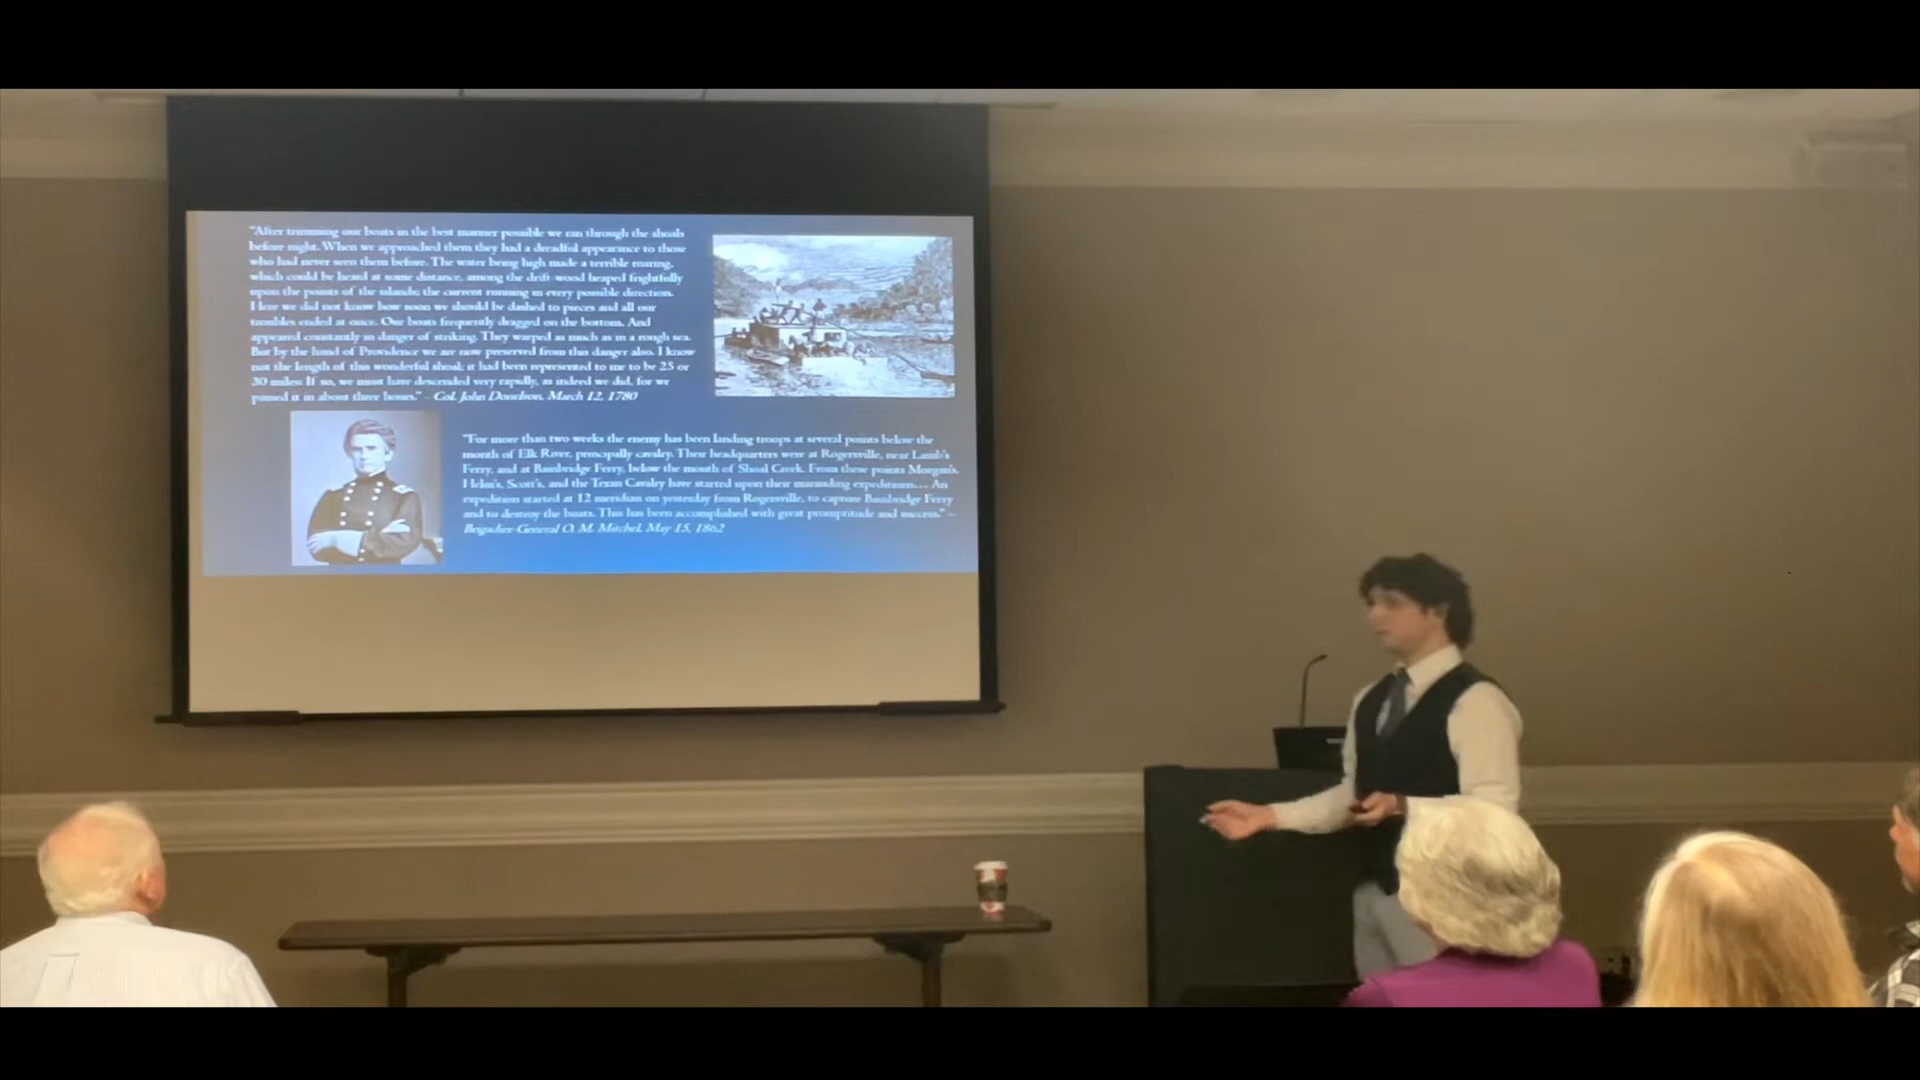 "After trimming our boats in the best manner possible we ran through the shoals
before night. When we approached them they had a dreadful appearance to those
who had never seen them before. The water being high made a terrible roaring,
which could be heard at some distance, among the drift-wood heaped frightfully
upon the points of the islands; the current running in every possible direction.
Here we did not know how soon we should be dashed to pieces and all our
troubles ended at once. Our boats frequently dragged on the bottom. And
appeared constantly in danger of striking. They warped as much as in a rough sea.
But by the hand of Providence we are now preserved from this danger also. I know
not the length of this wonderful shoal; it had been represented to me to be 25 or
30 miles: If so, we must have descended very rapidly, as indeed we did, for we
passed it in about three hours." – Col. John Donelson, March 12, 1780
"For more than two weeks the enemy has been landing troops at several points below the
mouth of Elk River, principally cavalry. Their headquarters were at Rogersville, near Lamb's
Ferry, and at Bainbridge Ferry, below the mouth of Shoal Creek. From these points Morgan's,
Helm's, Scott's, and the Texan Cavalry have started upon their marauding expeditions.... An
expedition started at 12 meridian on yesterday from Rogersville, to capture Bainbridge Ferry
and to destroy the boats. This has been accomplished with great promptitude and success." –
Brigadier-General O. M. Mitchel, May 15, 1862